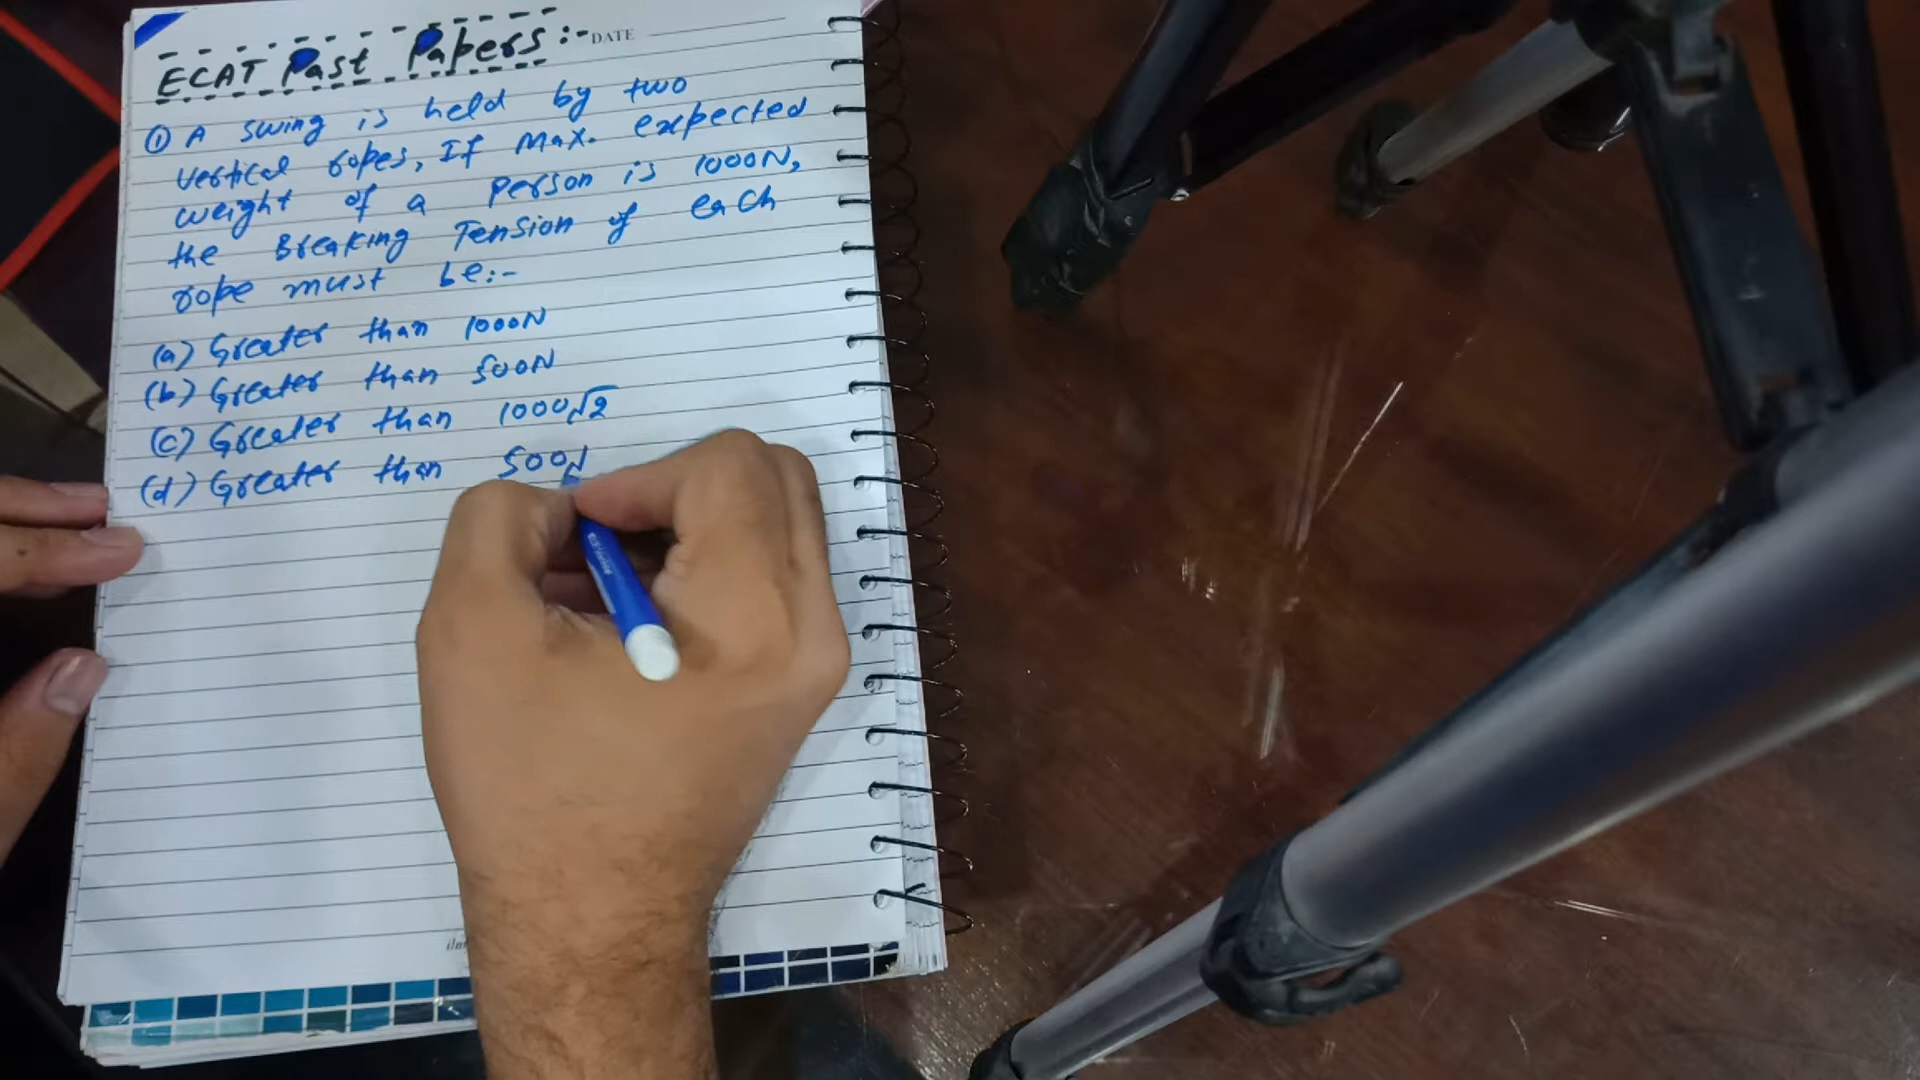 ECAT Past Papers :- DATE
① A swing is held by two
vertical ropes, If Max. expected
weight of a Person is 1000N,
the Breaking Tension of each
rope must be:-
(a) Greater than 1000N
(b) Greater than 500N
(c) Greater than 1000√2
(d) Greater than 500√